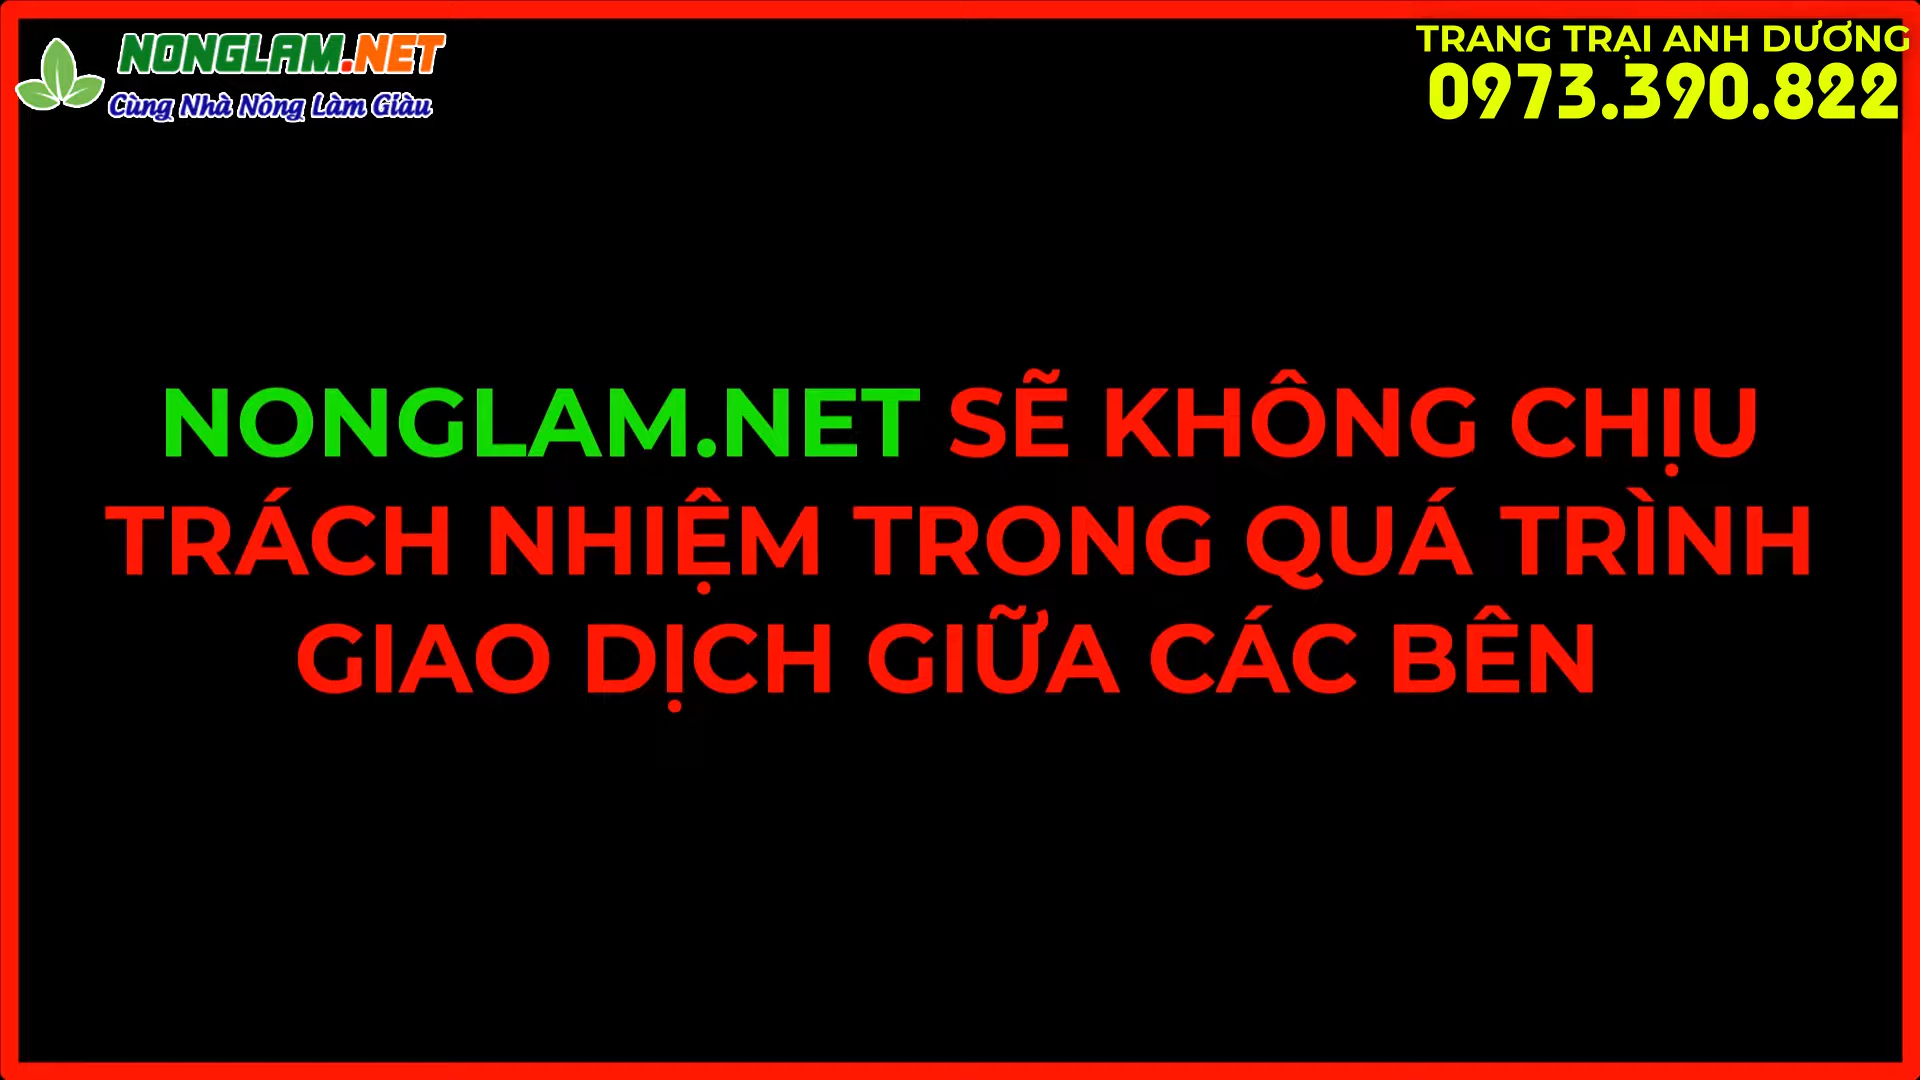 NONGLAM.NET
Cùng Nhà Nông Làm Giàu
TRANG TRẠI ANH DƯƠNG
0973.390.822
NONGLAM.NET SẼ KHÔNG CHỊU
TRÁCH NHIỆM TRONG QUÁ TRÌNH
GIAO DỊCH GIỮA CÁC BÊN